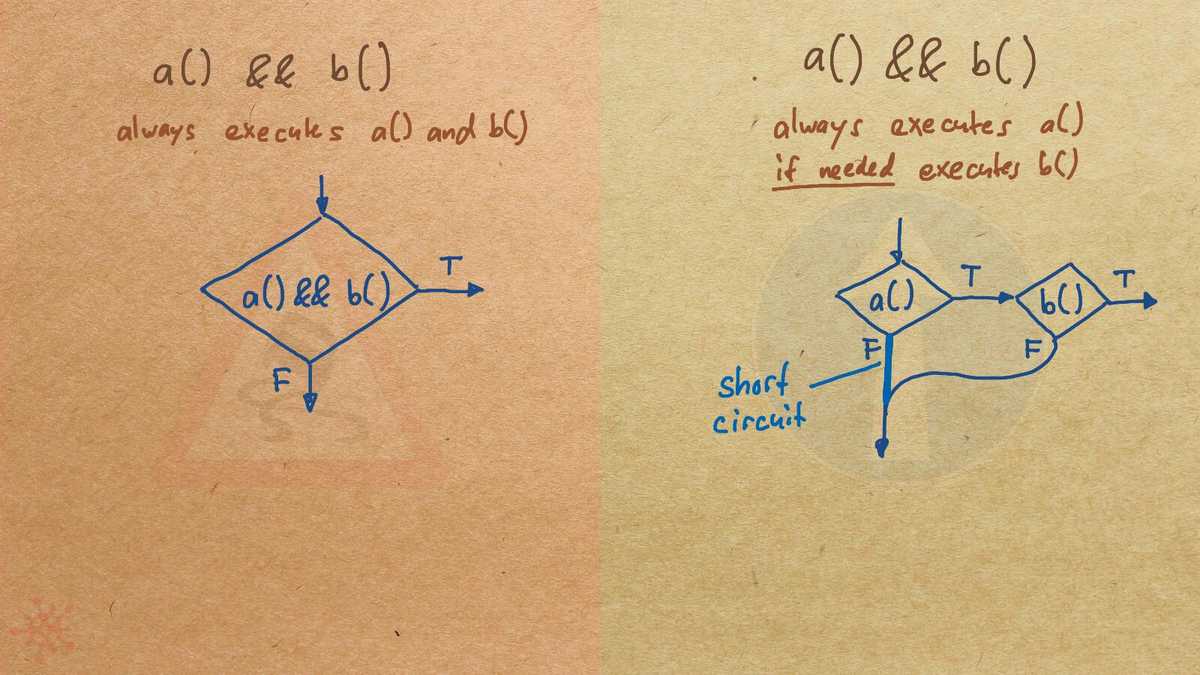 a() && b()
always executes a() and b()
a() && b()
T
F
a() && b()
always executes a()
if needed executes b()
a()
T
b()
T
F
F
short
circuit